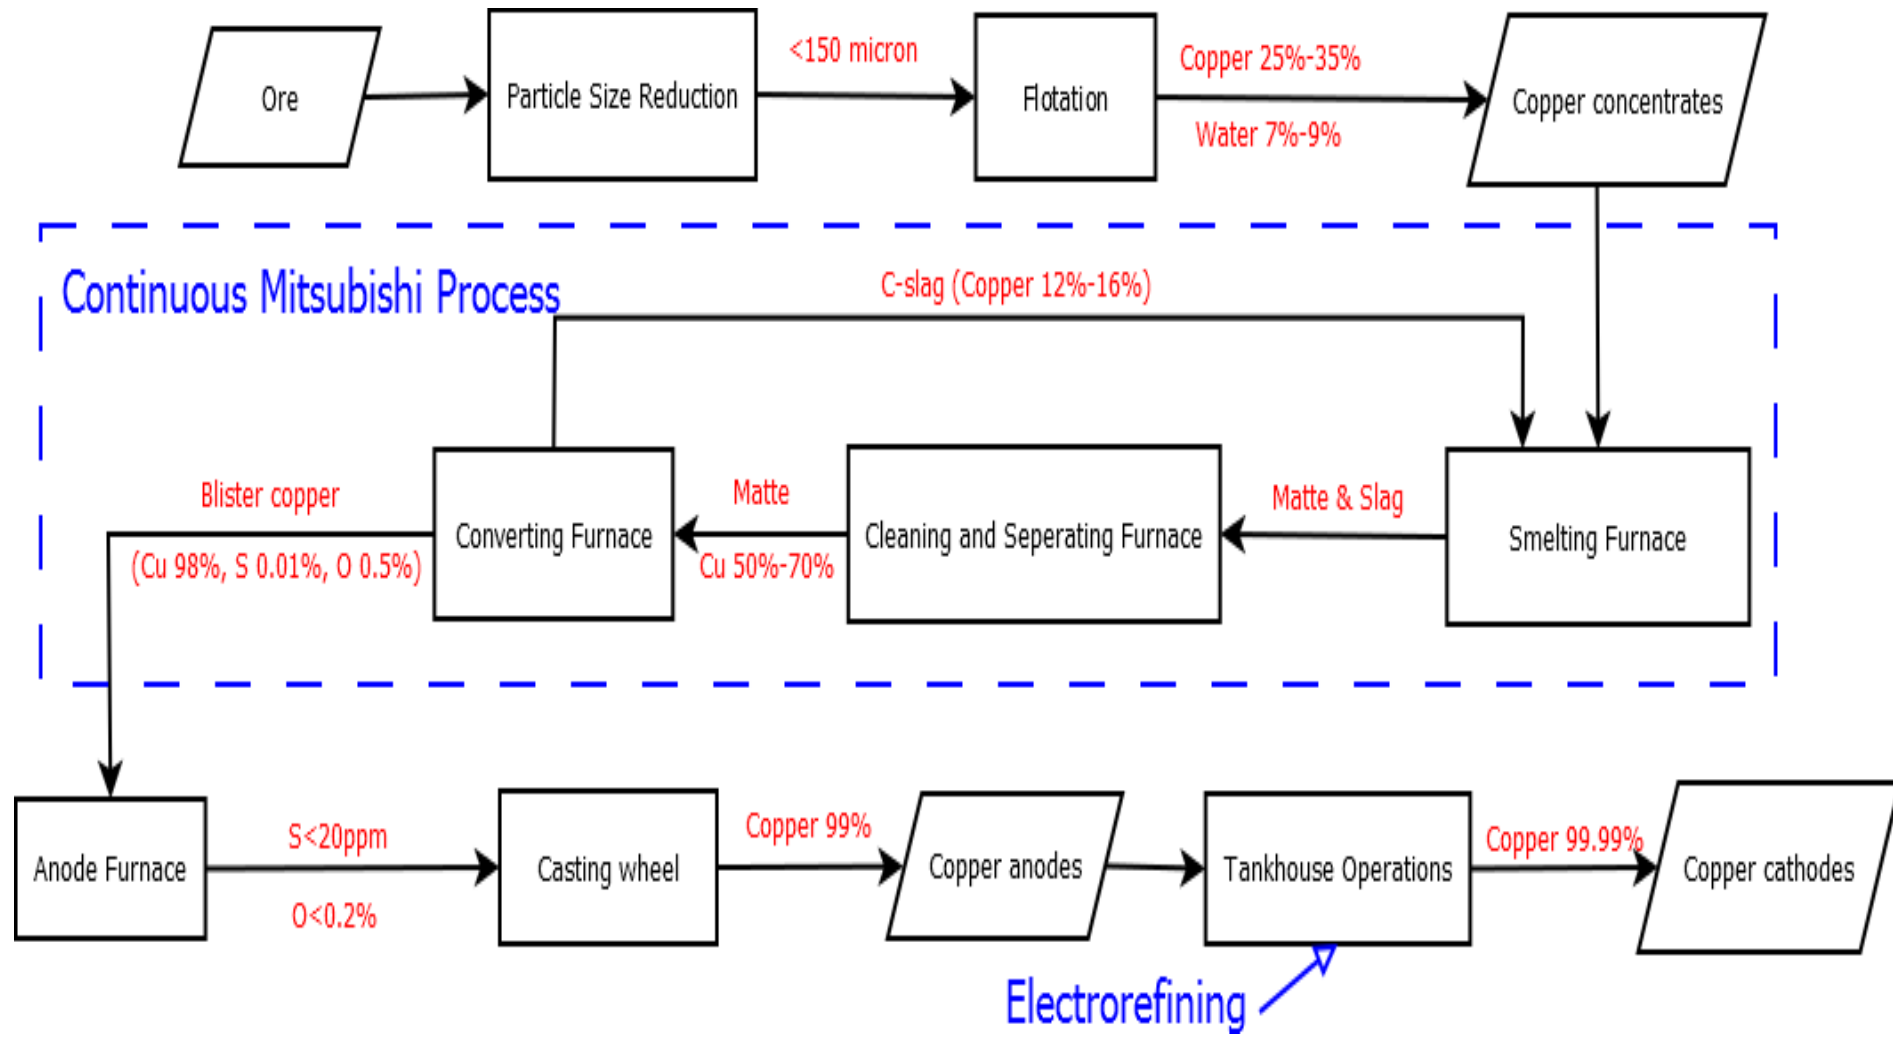 Ore
Particle Size Reduction
<150 micron
Flotation
Copper 25%-35%
Water 7%-9%
Copper concentrates
Continuous Mitsubishi Process
C-slag (Copper 12%-16%)
Blister copper
(Cu 98%, S 0.01%, O 0.5%)
Converting Furnace
Matte
Cu 50%-70%
Cleaning and Seperating Furnace
Matte & Slag
Smelting Furnace
Anode Furnace
S<20ppm
O<0.2%
Casting wheel
Copper 99%
Copper anodes
Tankhouse Operations
Copper 99.99%
Copper cathodes
Electrorefining